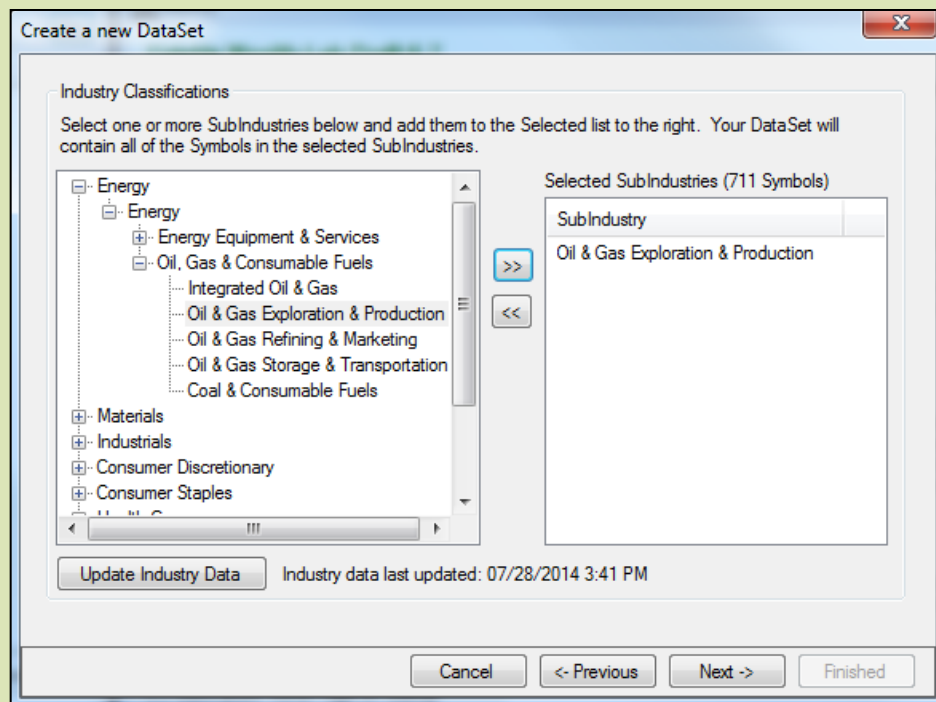 Create a new DataSet
X
Industry Classifications
Select one or more SubIndustries below and add them to the Selected list to the right. Your DataSet will
contain all of the Symbols in the selected SubIndustries.
Energy
Energy
Energy Equipment & Services
Oil, Gas & Consumable Fuels
Integrated Oil & Gas
Oil & Gas Exploration & Production
Oil & Gas Refining & Marketing
Oil & Gas Storage & Transportation
Coal & Consumable Fuels
Materials
Industrials
Consumer Discretionary
Consumer Staples
>>
<<
Selected SubIndustries (711 Symbols)
SubIndustry
Oil & Gas Exploration & Production
Update Industry Data
Industry data last updated: 07/28/2014 3:41 PM
Cancel
<- Previous
Next ->
Finished